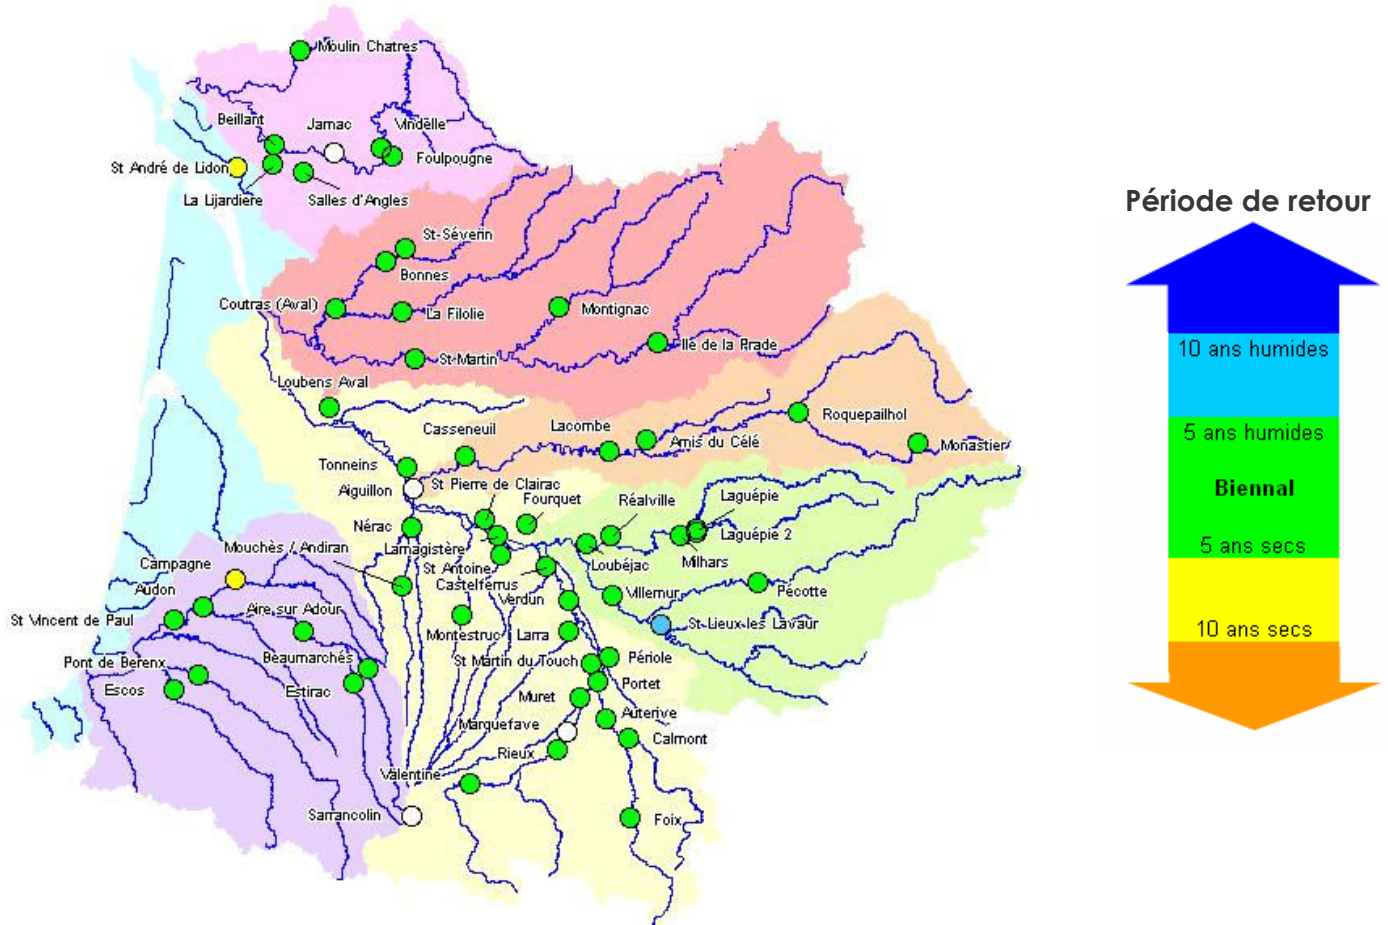 Moulin Chatres
Beillant
Jarnac
Vindelle
St André de Lidon
Foulpougne
La Lijardière
Salles d'Angles
Période de retour
St-Séverin
Bonnes
Coutras (Aval)
La Filolie
Montignac
Ile de la Prade
St-Martin
10 ans humides
Loubens Aval
Casseneuil
Lacombe
Amis du Célé
Roquepailhol
Monastier
5 ans humides
Tonneins
Aiguillon
St Pierre de Clairac
Fourquet
Réalville
Laguépie
Biennal
Nérac
Lamagistère
Laguépie 2
Mouchès / Andiran
St Antoine
Loubéjac
Milhars
5 ans secs
Campagne
Castelferrus
Audon
Verdun
Villemur
Pécotte
Aire sur Adour
St Vincent de Paul
Montestruc
Larra
St-Lieux-les-Lavaur
10 ans secs
Pont de Berenx
Beaumarchés
St Martin du Touch
Périole
Escos
Estirac
Portet
Muret
Marquefave
Auterive
Calmont
Rieux
Valentine
Sarrancolin
Foix